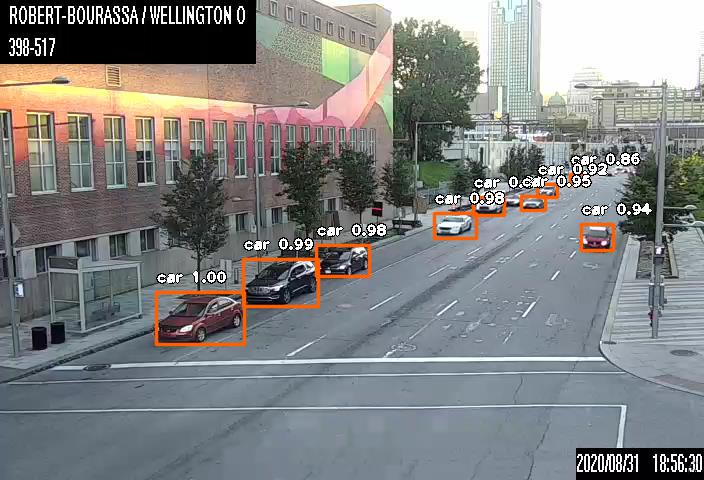 ROBERT-BOURASSA / WELLINGTON O
398-517
car 0.86
car 0.92
car 0.95
car 0.98
car 0.94
car 0.98
car 0.99
car 1.00
2020/08/31 18:56:30